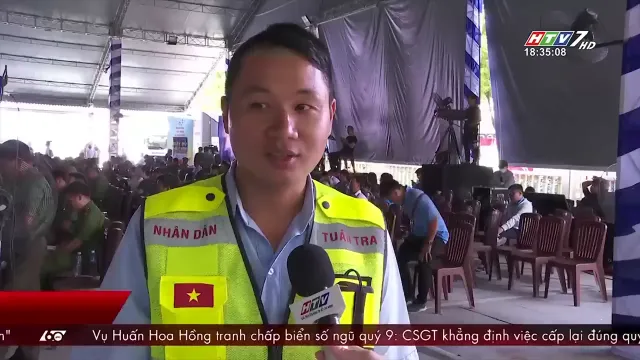 HTV7 HD
18:35:08
NHÂN DÂN
TUẦN TRA
HTV
n" 60 Vụ Huấn Hoa Hồng tranh chấp biển số ngũ quý 9: CSGT khẳng định việc cấp lại đúng quy